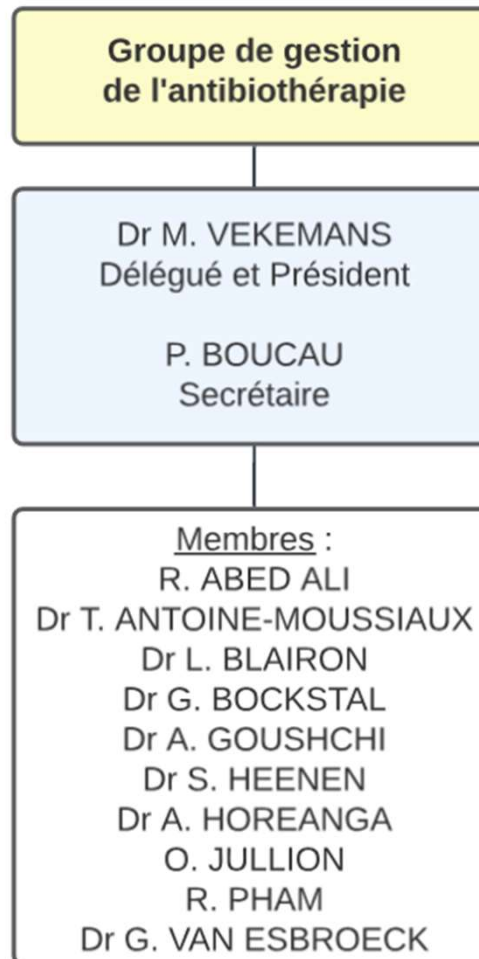 Groupe de gestion
de l'antibiothérapie
Dr M. VEKEMANS
Délégué et Président
P. BOUCAU
Secrétaire
Membres :
R. ABED ALI
Dr T. ANTOINE-MOUSSIAUX
Dr L. BLAIRON
Dr G. BOCKSTAL
Dr A. GOUSHCHI
Dr S. HEENEN
Dr A. HOREANGA
O. JULLION
R. PHAM
Dr G. VAN ESBROECK